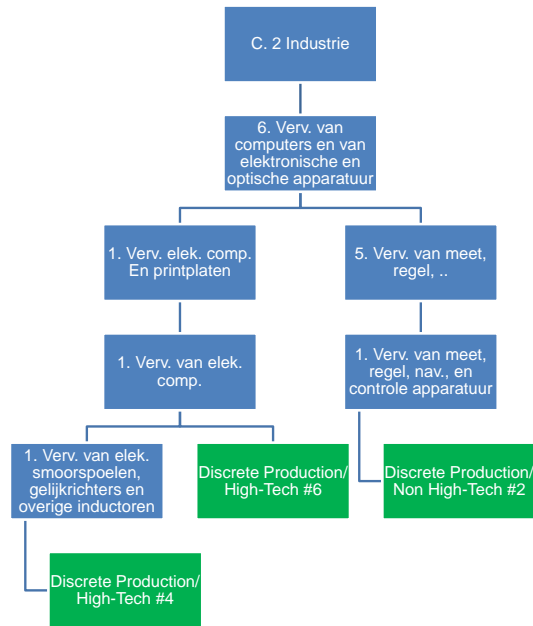 C. 2 Industrie
6. Verv. van
computers en van
elektronische en
optische apparatuur
1. Verv. elek. comp.
En printplaten
5. Verv. van meet,
regel, ..
1. Verv. van elek.
comp.
1. Verv. van meet,
regel, nav., en
controle apparatuur
1. Verv. van elek.
smoorspoelen,
gelijkrichters en
overige inductoren
Discrete Production/
High-Tech #6
Discrete Production/
Non High-Tech #2
Discrete Production/
High-Tech #4